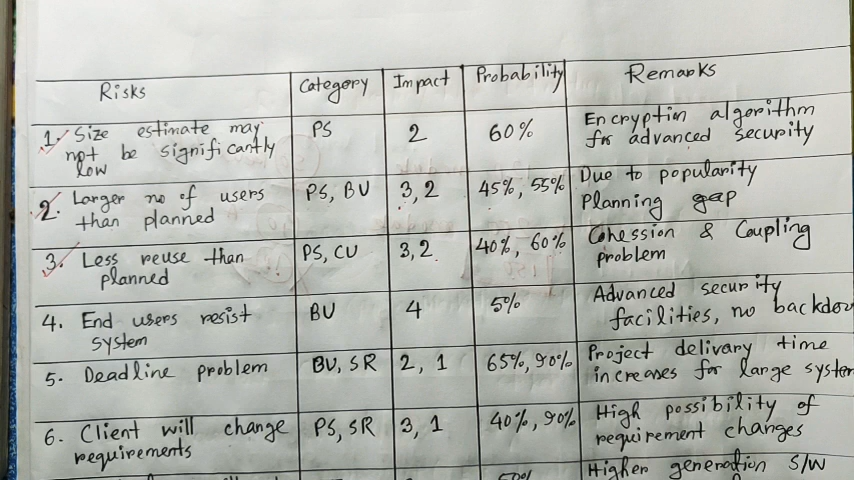 Risks Category Impact Probability Remarks
1. Size estimate may PS 2 60% Encryption algorithm
not be significantly for advanced security
low
2. Larger no of users PS, BU 3, 2 45%, 55% Due to popularity
than planned Planning gap
3. Less reuse than PS, CU 3, 2 40%, 60% Cohession & Coupling
planned problem
4. End users resist BU 4 5% Advanced security
system facilities, no backdoor
5. Deadline problem BU, SR 2, 1 65%, 90% Project delivary time
increases for large system
6. Client will change PS, SR 3, 1 40%, 90% High possibility of
requirements requirement changes
50% Higher generation S/W